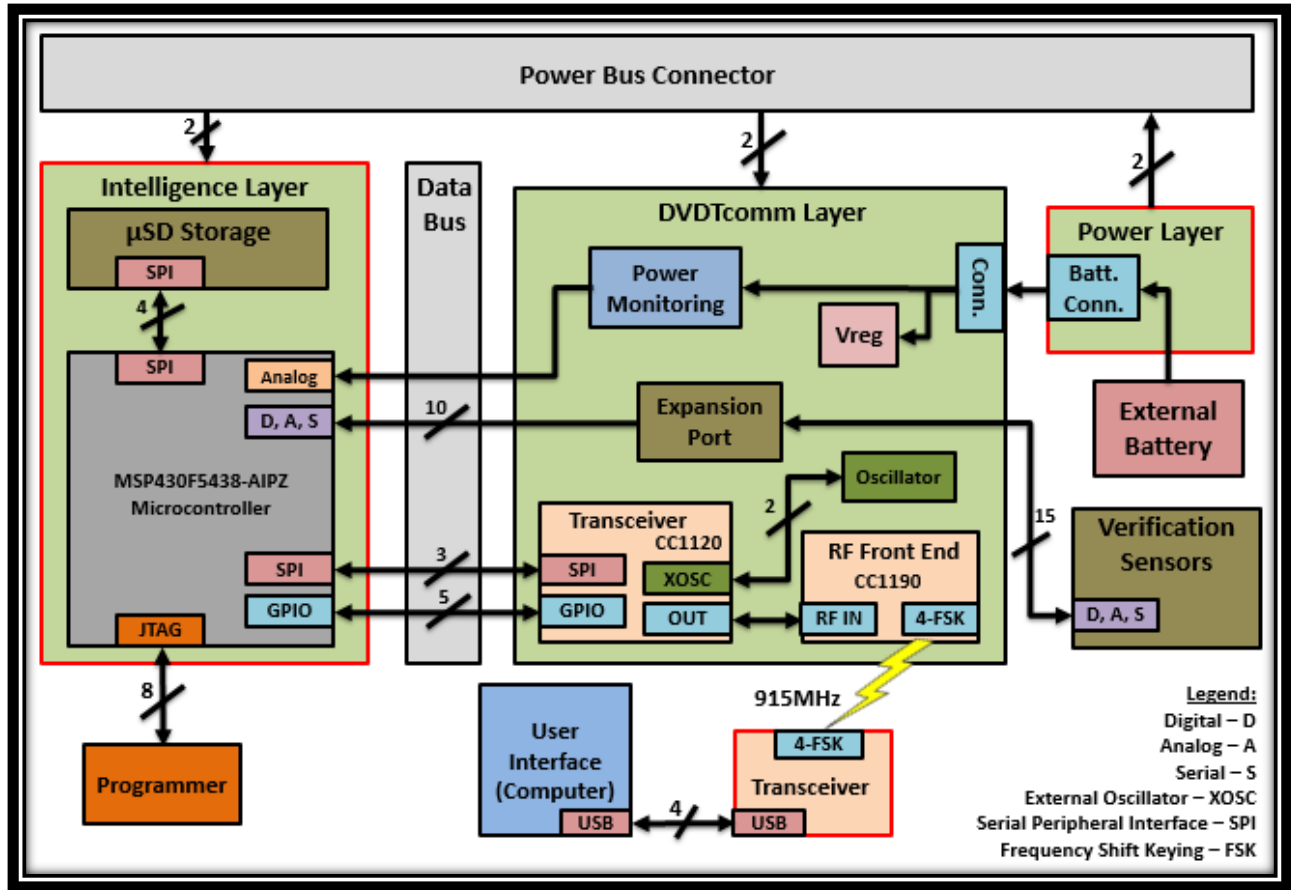 Power Bus Connector
2
2
2
Intelligence Layer
µSD Storage
SPI
4
SPI
Analog
D, A, S
MSP430F5438-AIPZ
Microcontroller
SPI
GPIO
JTAG
8
Programmer
Data
Bus
10
3
5
DVDTcomm Layer
Power
Monitoring
Conn.
Vreg
Expansion
Port
Oscillator
2
Transceiver
CC1120
SPI
XOSC
GPIO
OUT
RF Front End
CC1190
RF IN
4-FSK
Power Layer
Batt.
Conn.
External
Battery
15
Verification
Sensors
D, A, S
915MHz
User
Interface
(Computer)
USB
4
4-FSK
Transceiver
USB
Legend:
Digital – D
Analog – A
Serial – S
External Oscillator – XOSC
Serial Peripheral Interface – SPI
Frequency Shift Keying – FSK